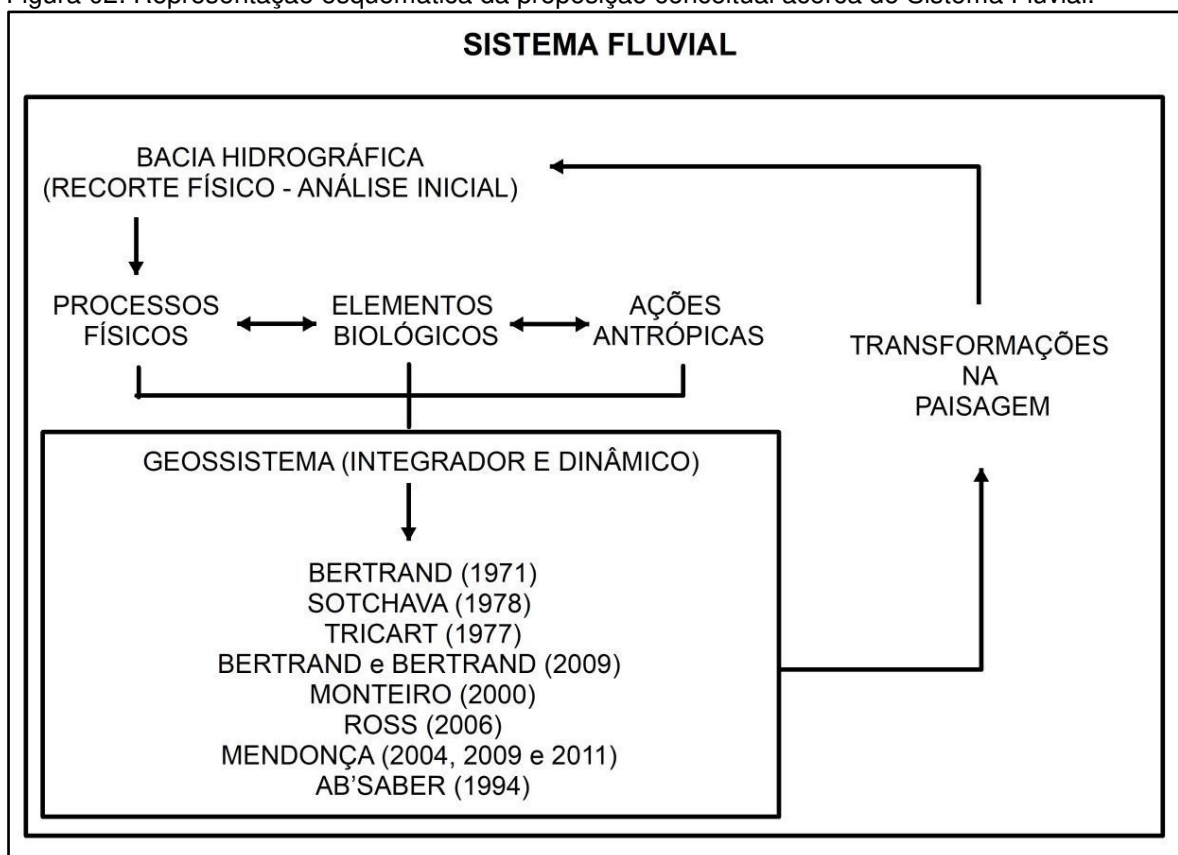 Figura 02: Representação esquemática da proposição conceitual acerca do Sistema Fluvial.
SISTEMA FLUVIAL
BACIA HIDROGRÁFICA
(RECORTE FÍSICO - ANÁLISE INICIAL)
PROCESSOS
FÍSICOS
ELEMENTOS
BIOLÓGICOS
AÇÕES
ANTRÓPICAS
TRANSFORMAÇÕES
NA
PAISAGEM
GEOSSISTEMA (INTEGRADOR E DINÂMICO)
BERTRAND (1971)
SOTCHAVA (1978)
TRICART (1977)
BERTRAND e BERTRAND (2009)
MONTEIRO (2000)
ROSS (2006)
MENDONÇA (2004, 2009 e 2011)
AB'SABER (1994)